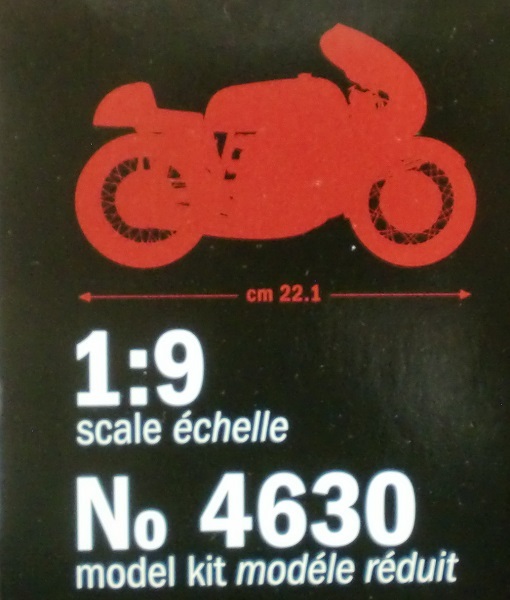 cm 22.1
1:9
scale échelle
No 4630
model kit modéle réduit